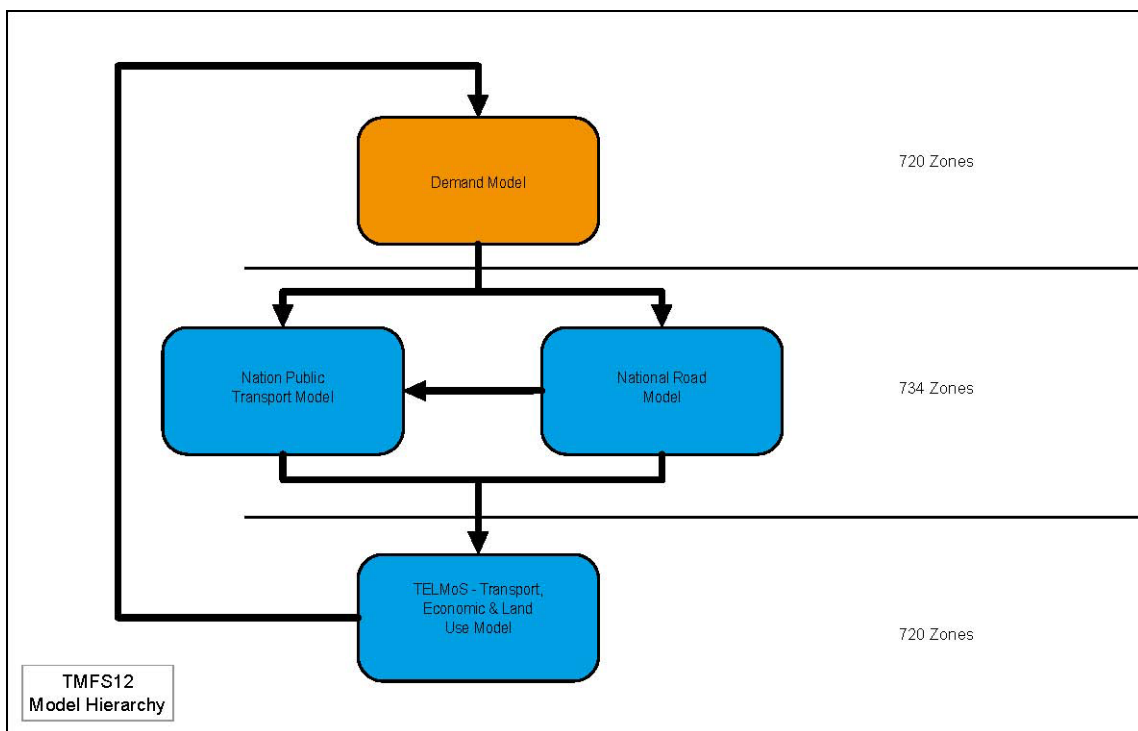 720 Zones
Demand Model
Nation Public
Transport Model
National Road
Model
734 Zones
TELMoS - Transport,
Economic & Land
Use Model
720 Zones
TMFS12
Model Hierarchy